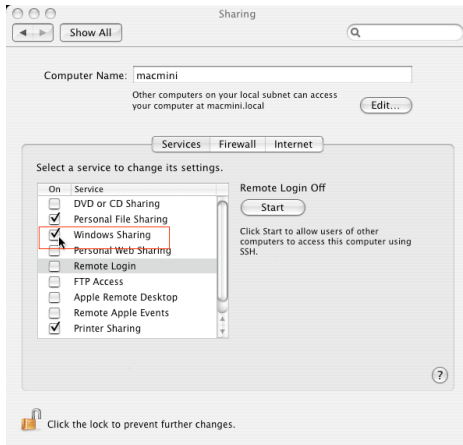 Sharing
Show All
Computer Name: macmini
Other computers on your local subnet can access
your computer at macmini.local
Edit...
Services Firewall Internet
Select a service to change its settings.
On Service
DVD or CD Sharing
Personal File Sharing
Windows Sharing
Personal Web Sharing
Remote Login
FTP Access
Apple Remote Desktop
Remote Apple Events
Printer Sharing
Remote Login Off
Start
Click Start to allow users of other
computers to access this computer using
SSH.
?
Click the lock to prevent further changes.